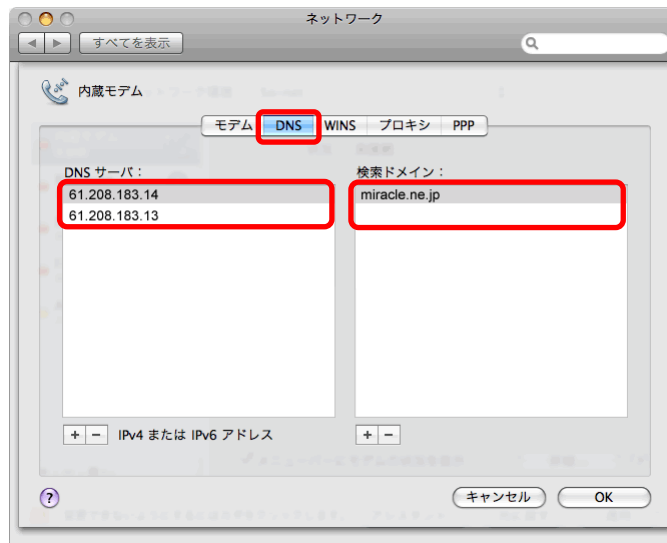 ネットワーク
すべてを表示
内蔵モデム
モデム DNS WINS プロキシ PPP
DNS サーバ： 検索ドメイン：
61.208.183.14 miracle.ne.jp
61.208.183.13
+ − IPv4 または IPv6 アドレス + −
? キャンセル OK